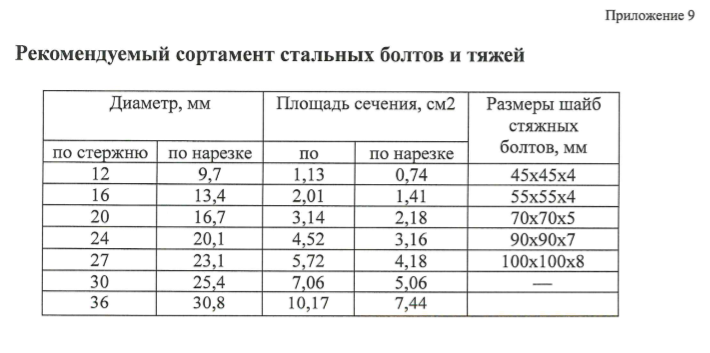 Приложение 9
Рекомендуемый сортамент стальных болтов и тяжей
Диаметр, мм Площадь сечения, см2 Размеры шайб стяжных болтов, мм
по стержню по нарезке по по нарезке
12 9,7 1,13 0,74 45х45х4
16 13,4 2,01 1,41 55х55х4
20 16,7 3,14 2,18 70х70х5
24 20,1 4,52 3,16 90х90х7
27 23,1 5,72 4,18 100х100х8
30 25,4 7,06 5,06 —
36 30,8 10,17 7,44